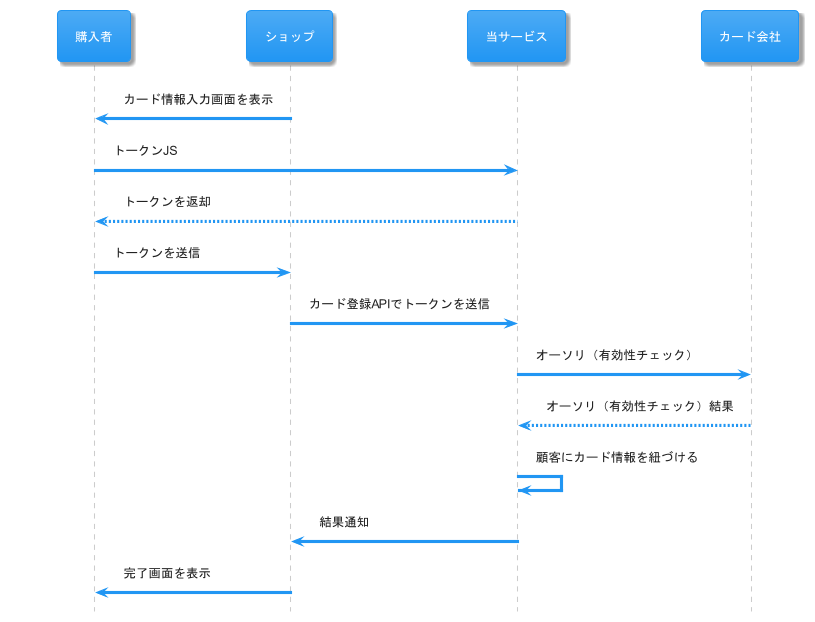 購入者
ショップ
当サービス
カード会社
カード情報入力画面を表示
トークンJS
トークンを返却
トークンを送信
カード登録APIでトークンを送信
オーソリ（有効性チェック）
オーソリ（有効性チェック）結果
顧客にカード情報を紐づける
結果通知
完了画面を表示